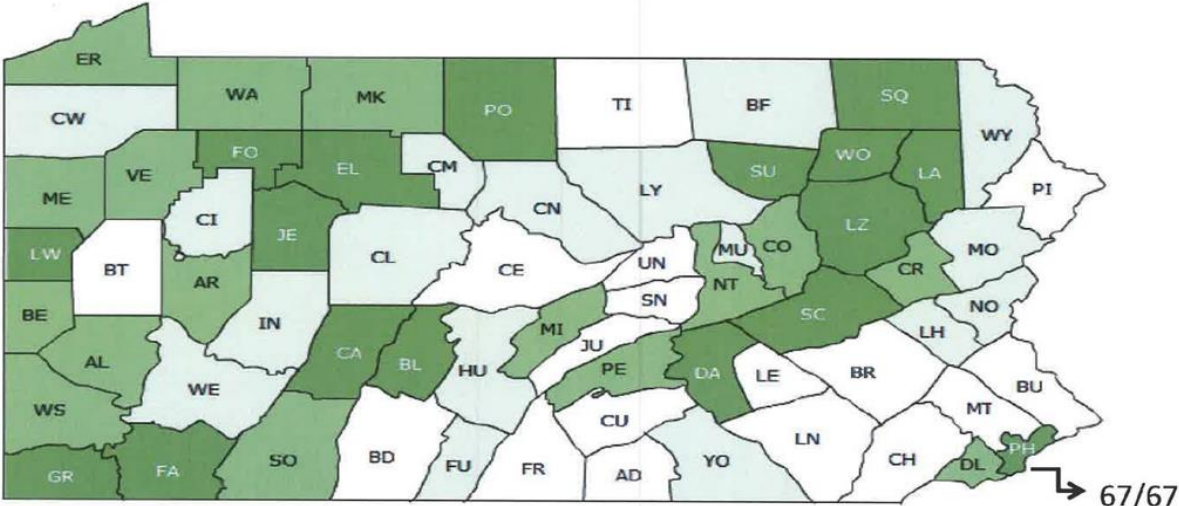 ER
WA
MK
PO
TI
BF
SQ
WY
CW
FO
EL
CM
SU
WO
LA
VE
ME
CI
CN
LY
PI
JE
LZ
LW
BT
CL
CE
UN
MU
CO
MO
AR
NT
CR
BE
SN
IN
MI
SC
NO
LH
AL
CA
BL
HU
JU
PE
DA
LE
BR
BU
WE
WS
CU
MT
SO
BD
FU
FR
AD
YO
LN
CH
DL
PH
GR
FA
67/67